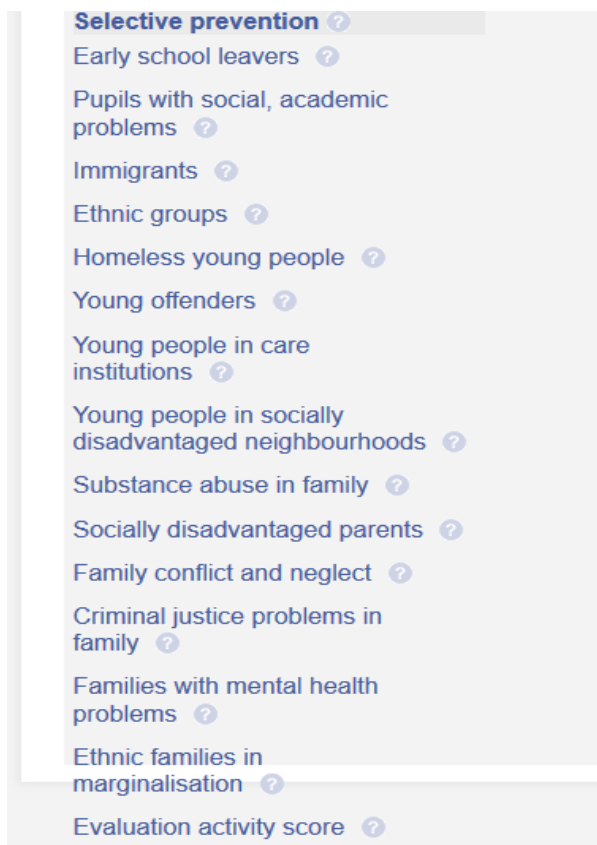 Selective prevention ?
Early school leavers ?
Pupils with social, academic
problems ?
Immigrants ?
Ethnic groups ?
Homeless young people ?
Young offenders ?
Young people in care
institutions ?
Young people in socially
disadvantaged neighbourhoods ?
Substance abuse in family ?
Socially disadvantaged parents ?
Family conflict and neglect ?
Criminal justice problems in
family ?
Families with mental health
problems ?
Ethnic families in
marginalisation ?
Evaluation activity score ?